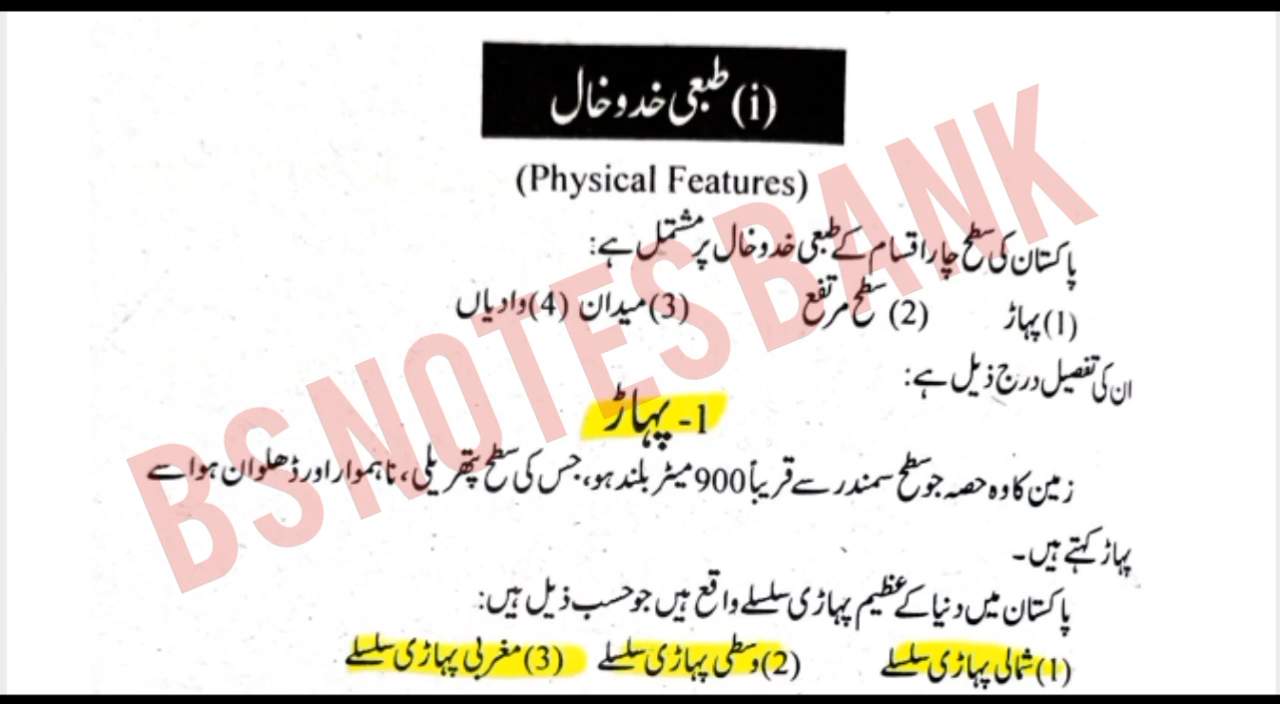 (i) طبعی خدوخال
(Physical Features)
پاکستان کی سطح چار اقسام کے طبعی خدوخال پر مشتمل ہے:
(1) پہاڑ (2) سطح مرتفع (3) میدان (4) وادیاں
ان کی تفصیل درج ذیل ہے:
1- پہاڑ
زمین کا وہ حصہ جو سطح سمندر سے قریباً 900 میٹر بلند ہو، جس کی سطح پتھریلی، ناہموار اور ڈھلوان ہو اسے
پہاڑ کہتے ہیں۔
پاکستان میں دنیا کے عظیم پہاڑی سلسلے واقع ہیں جو حسب ذیل ہیں:
(1) شمالی پہاڑی سلسلے (2) وسطی پہاڑی سلسلے (3) مغربی پہاڑی سلسلے
BSNOTES BANK